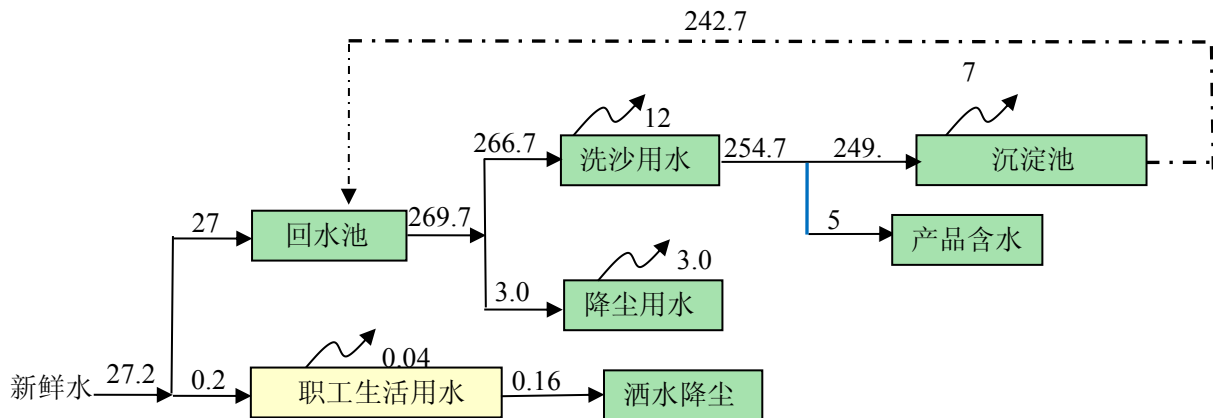 242.7
7
12
266.7
洗沙用水
254.7
249.
沉淀池
27
回水池
269.7
5
产品含水
3.0
3.0
降尘用水
0.04
新鲜水
27.2
0.2
职工生活用水
0.16
洒水降尘